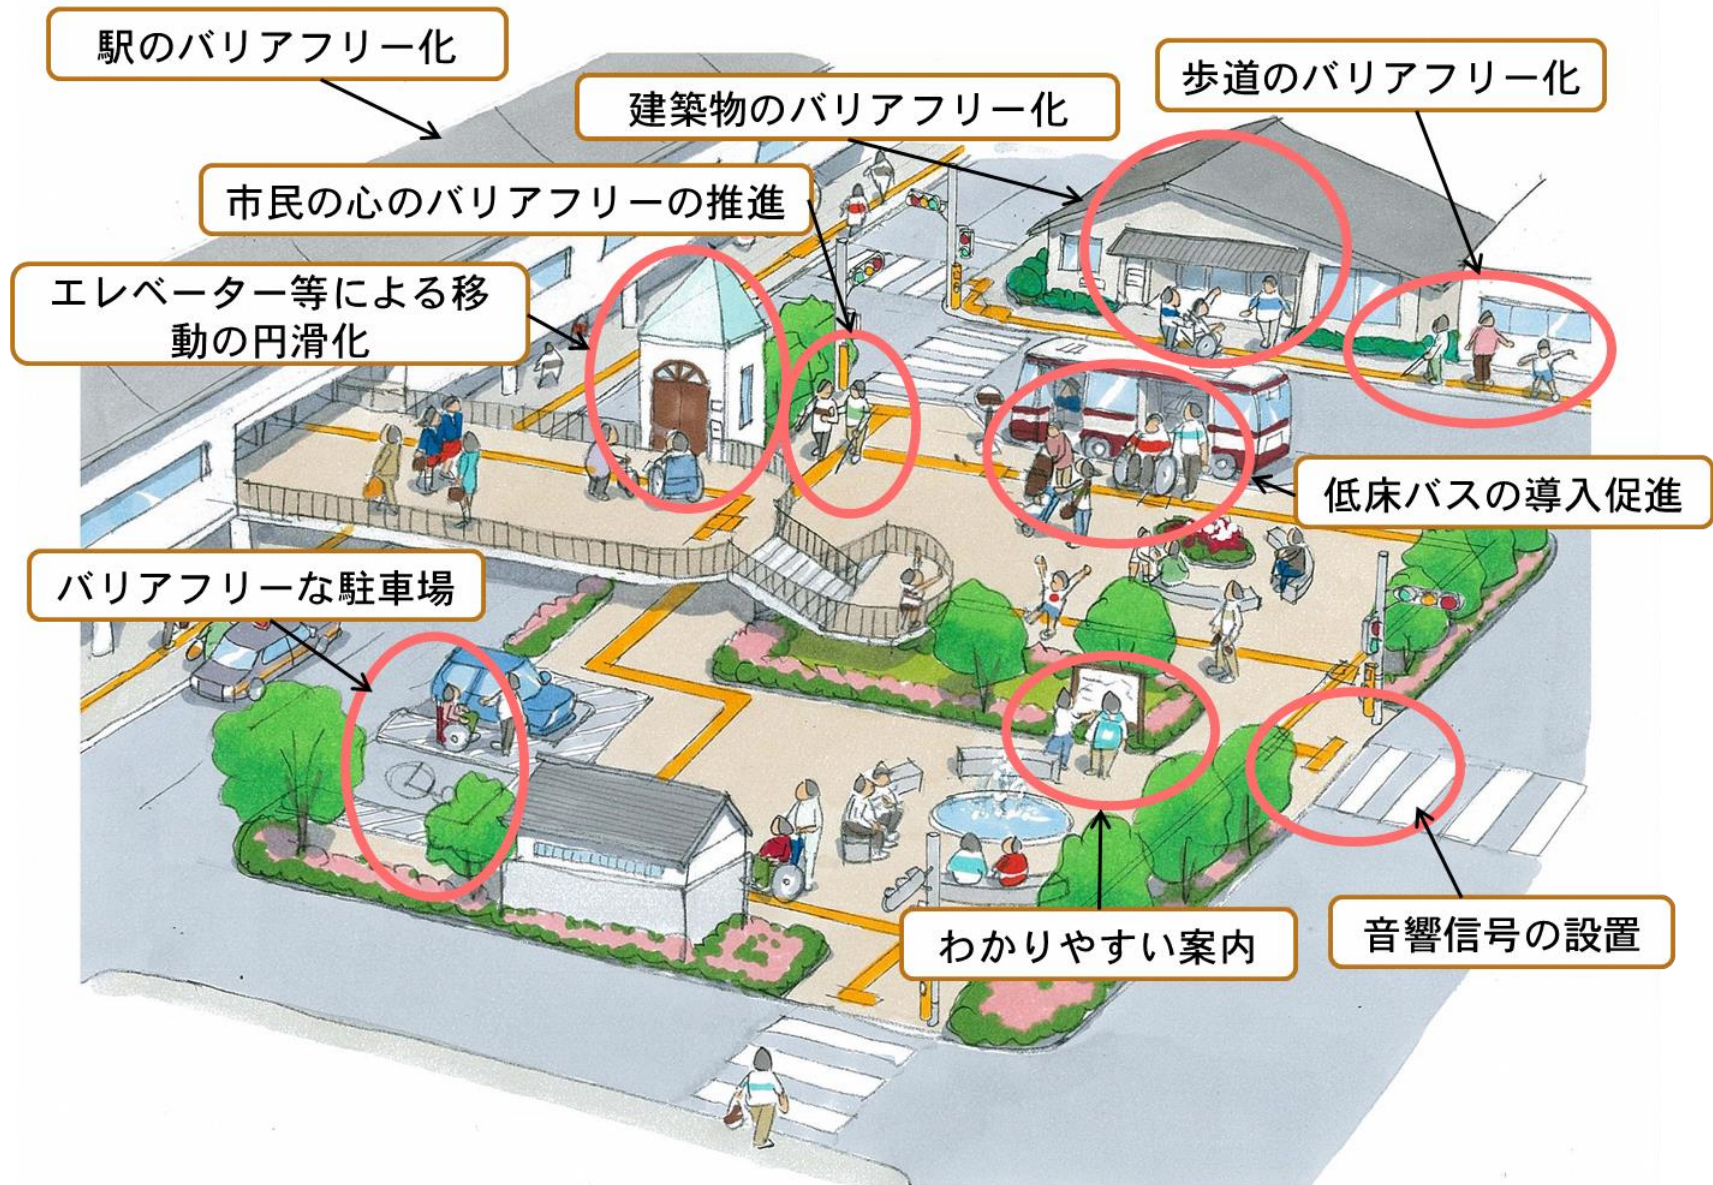 駅のバリアフリー化
建築物のバリアフリー化
歩道のバリアフリー化
市民の心のバリアフリーの推進
エレベーター等による移
動の円滑化
低床バスの導入促進
バリアフリーな駐車場
わかりやすい案内
音響信号の設置